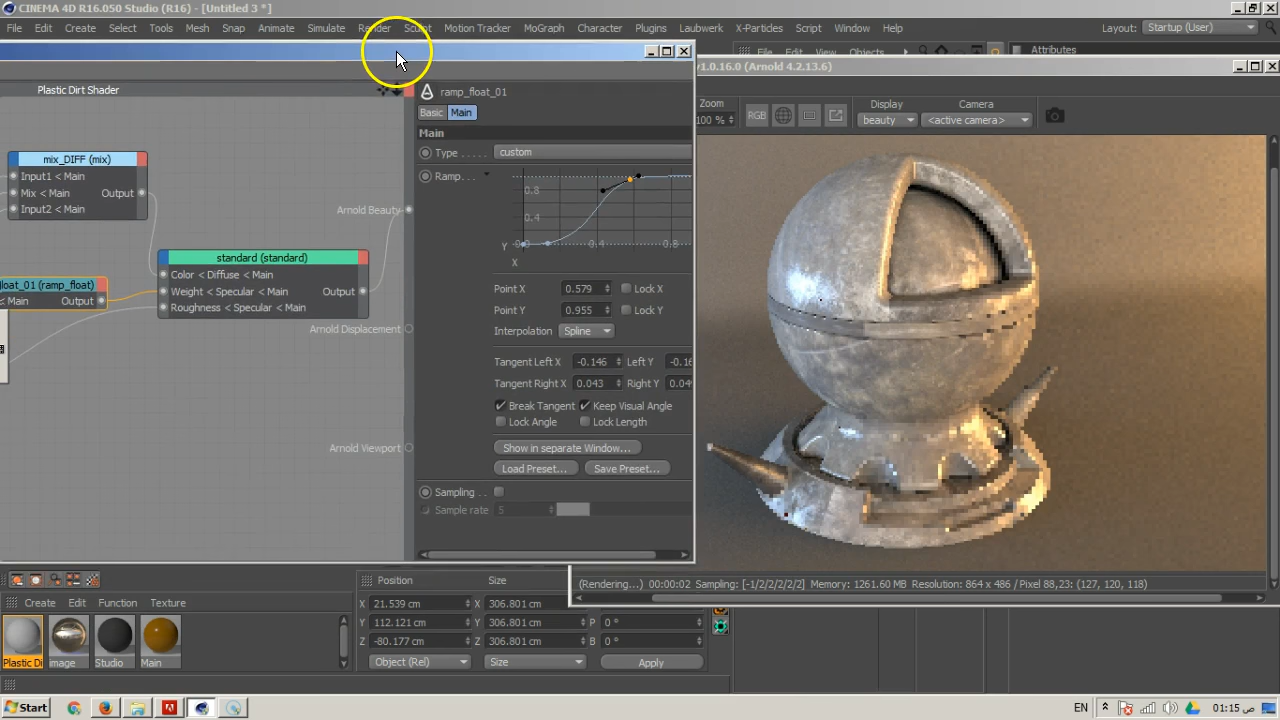 CINEMA 4D R16.050 Studio (R16) - [Untitled 3 *]
File Edit Create Select Tools Mesh Snap Animate Simulate Render Sculpt Motion Tracker MoGraph Character Plugins Laubwerk X-Particles Script Window Help Layout: Startup (User)
File Edit View Objects Attributes
v1.0.16.0 (Arnold 4.2.13.6)
Plastic Dirt Shader
ramp_float_01
Basic Main
Main
Type custom
Ramp
0.8
0.4
Y 0.0 0.4 0.8
X
Point X 0.579 Lock X
Point Y 0.955 Lock Y
Interpolation Spline
Tangent Left X -0.146 Left Y
Tangent Right X 0.043 Right Y
Break Tangent Keep Visual Angle
Lock Angle Lock Length
Show in separate Window...
Load Preset... Save Preset...
Sampling
Sample rate 5
mix_DIFF (mix)
Input1 < Main
Mix < Main Output
Input2 < Main
Arnold Beauty
standard (standard)
Color < Diffuse < Main
Weight < Specular < Main Output
Roughness < Specular < Main
loat_01 (ramp_float)
< Main Output
Arnold Displacement
Arnold Viewport
Zoom Display Camera
100 % RGB beauty <active camera>
(Rendering...) 00:00:02 Sampling: [-1/2/2/2/2/2] Memory: 1261.60 MB Resolution: 864 x 486 / Pixel 88,23: (127, 120, 118)
Create Edit Function Texture
Plastic Di image Studio Main
Position Size
X 21.539 cm X 306.801 cm
Y 112.121 cm Y 306.801 cm P 0 °
Z -80.177 cm Z 306.801 cm B 0 °
Object (Rel) Size Apply
Start EN 01:15 ص